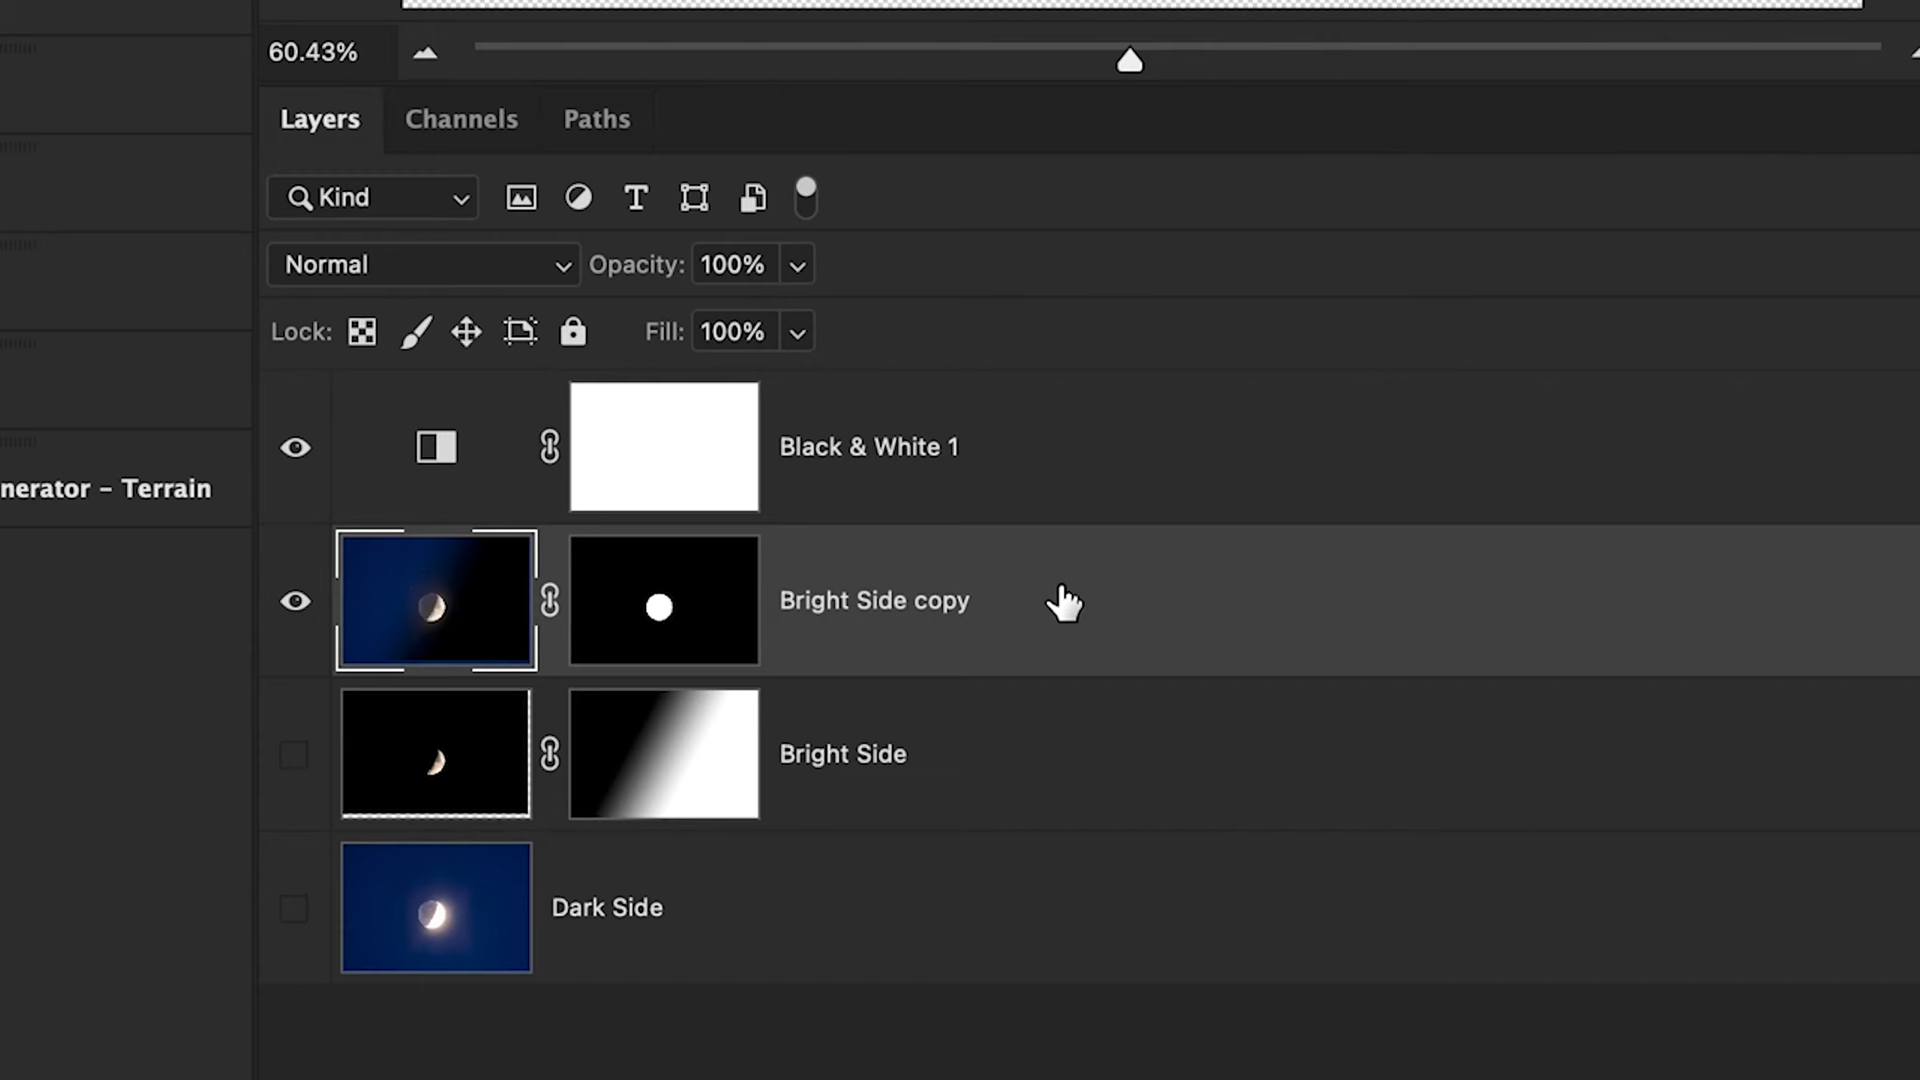 60.43%
Layers Channels Paths
Kind
Normal Opacity: 100%
Lock: Fill: 100%
Black & White 1
nerator – Terrain
Bright Side copy
Bright Side
Dark Side